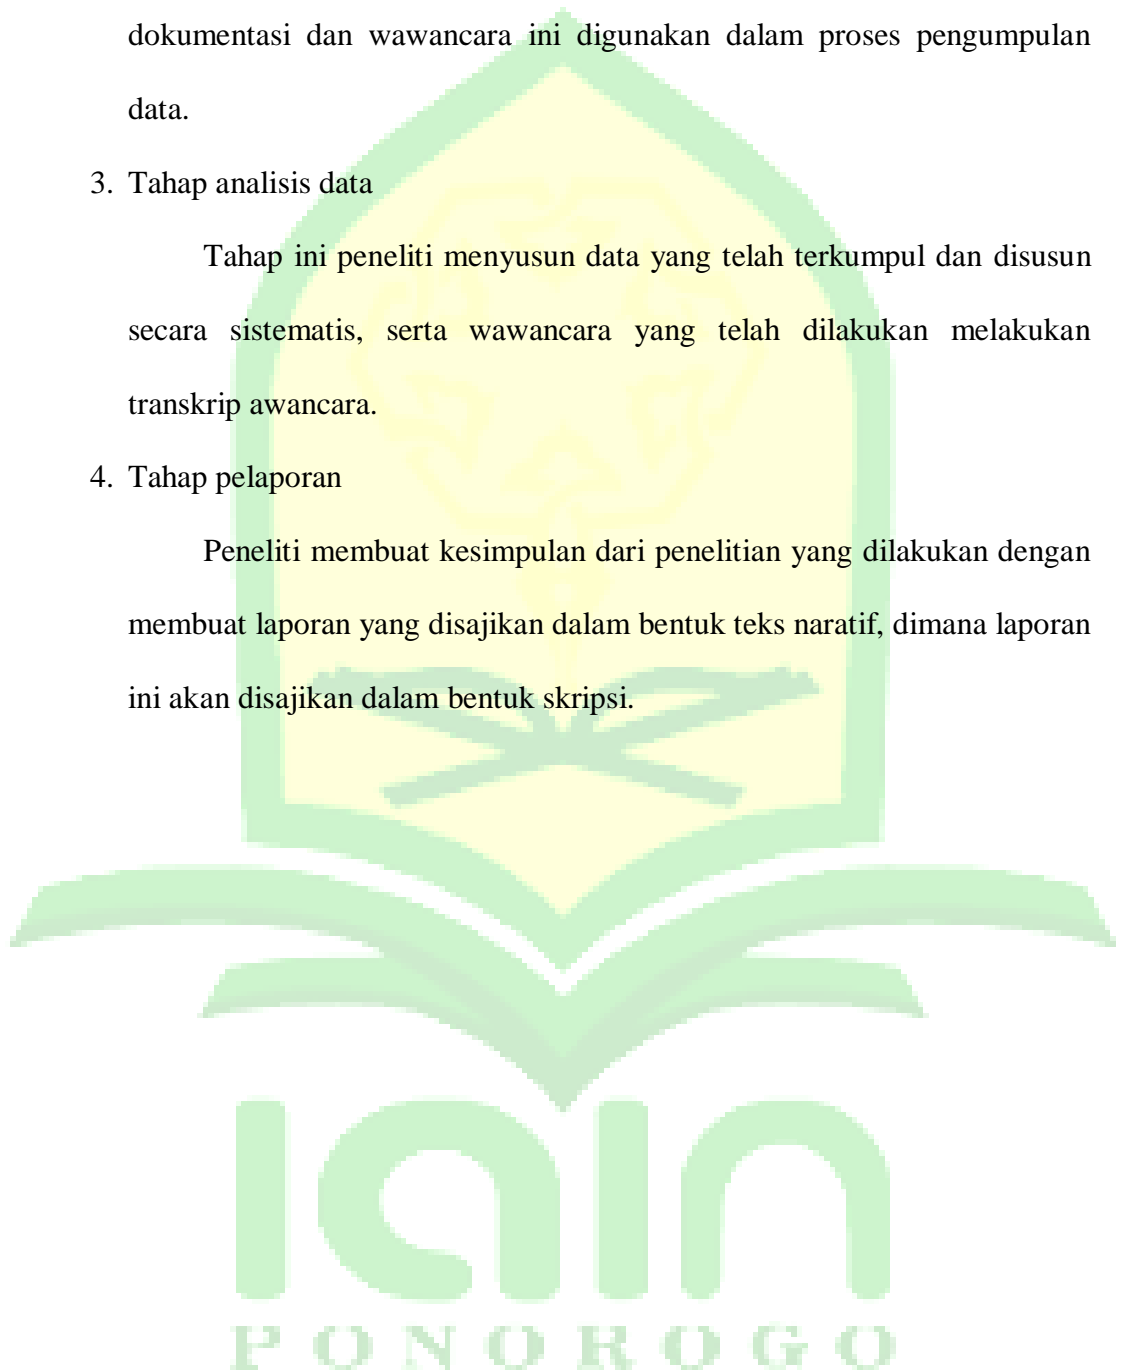 dokumentasi dan wawancara ini digunakan dalam proses pengumpulan
data.
3. Tahap analisis data
Tahap ini peneliti menyusun data yang telah terkumpul dan disusun
secara sistematis, serta wawancara yang telah dilakukan melakukan
transkrip awancara.
4. Tahap pelaporan
Peneliti membuat kesimpulan dari penelitian yang dilakukan dengan
membuat laporan yang disajikan dalam bentuk teks naratif, dimana laporan
ini akan disajikan dalam bentuk skripsi.
iain
PONOROGO